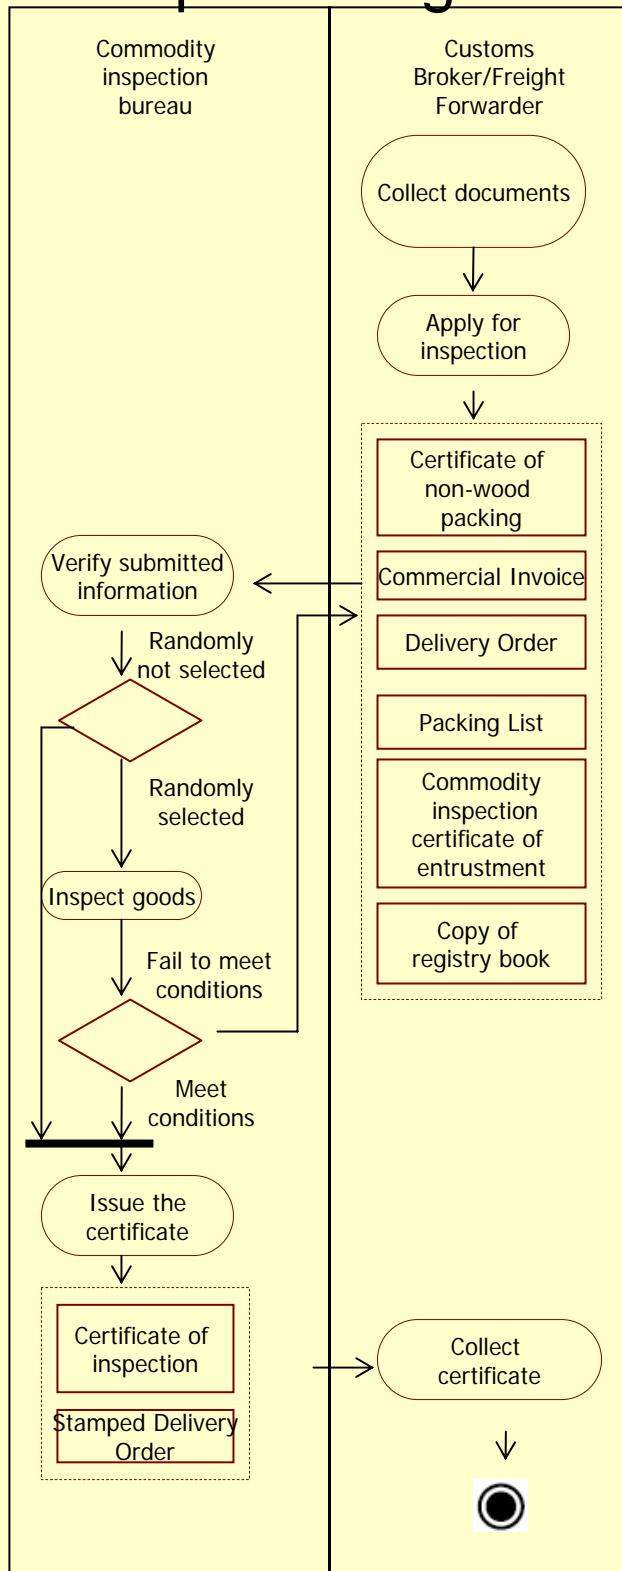 Commodity
inspection
bureau
Customs
Broker/Freight
Forwarder
Collect documents
Apply for
inspection
Certificate of
non-wood
packing
Commercial Invoice
Delivery Order
Packing List
Commodity
inspection
certificate of
entrustment
Copy of
registry book
Verify submitted
information
Randomly
not selected
Randomly
selected
Inspect goods
Fail to meet
conditions
Meet
conditions
Issue the
certificate
Certificate of
inspection
Stamped Delivery
Order
Collect
certificate